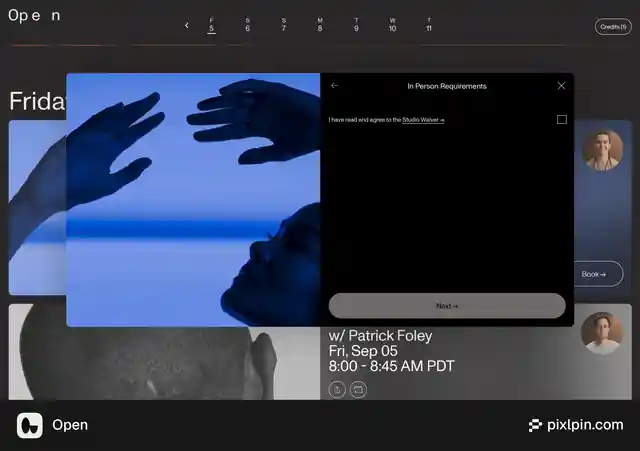 Open
F S S M T W T
5 6 7 8 9 10 11
Credits (1)
Frida
In Person Requirements
I have read and agree to the Studio Waiver →
Book →
Next →
w/ Patrick Foley
Fri, Sep 05
8:00 - 8:45 AM PDT
Open
pixlpin.com